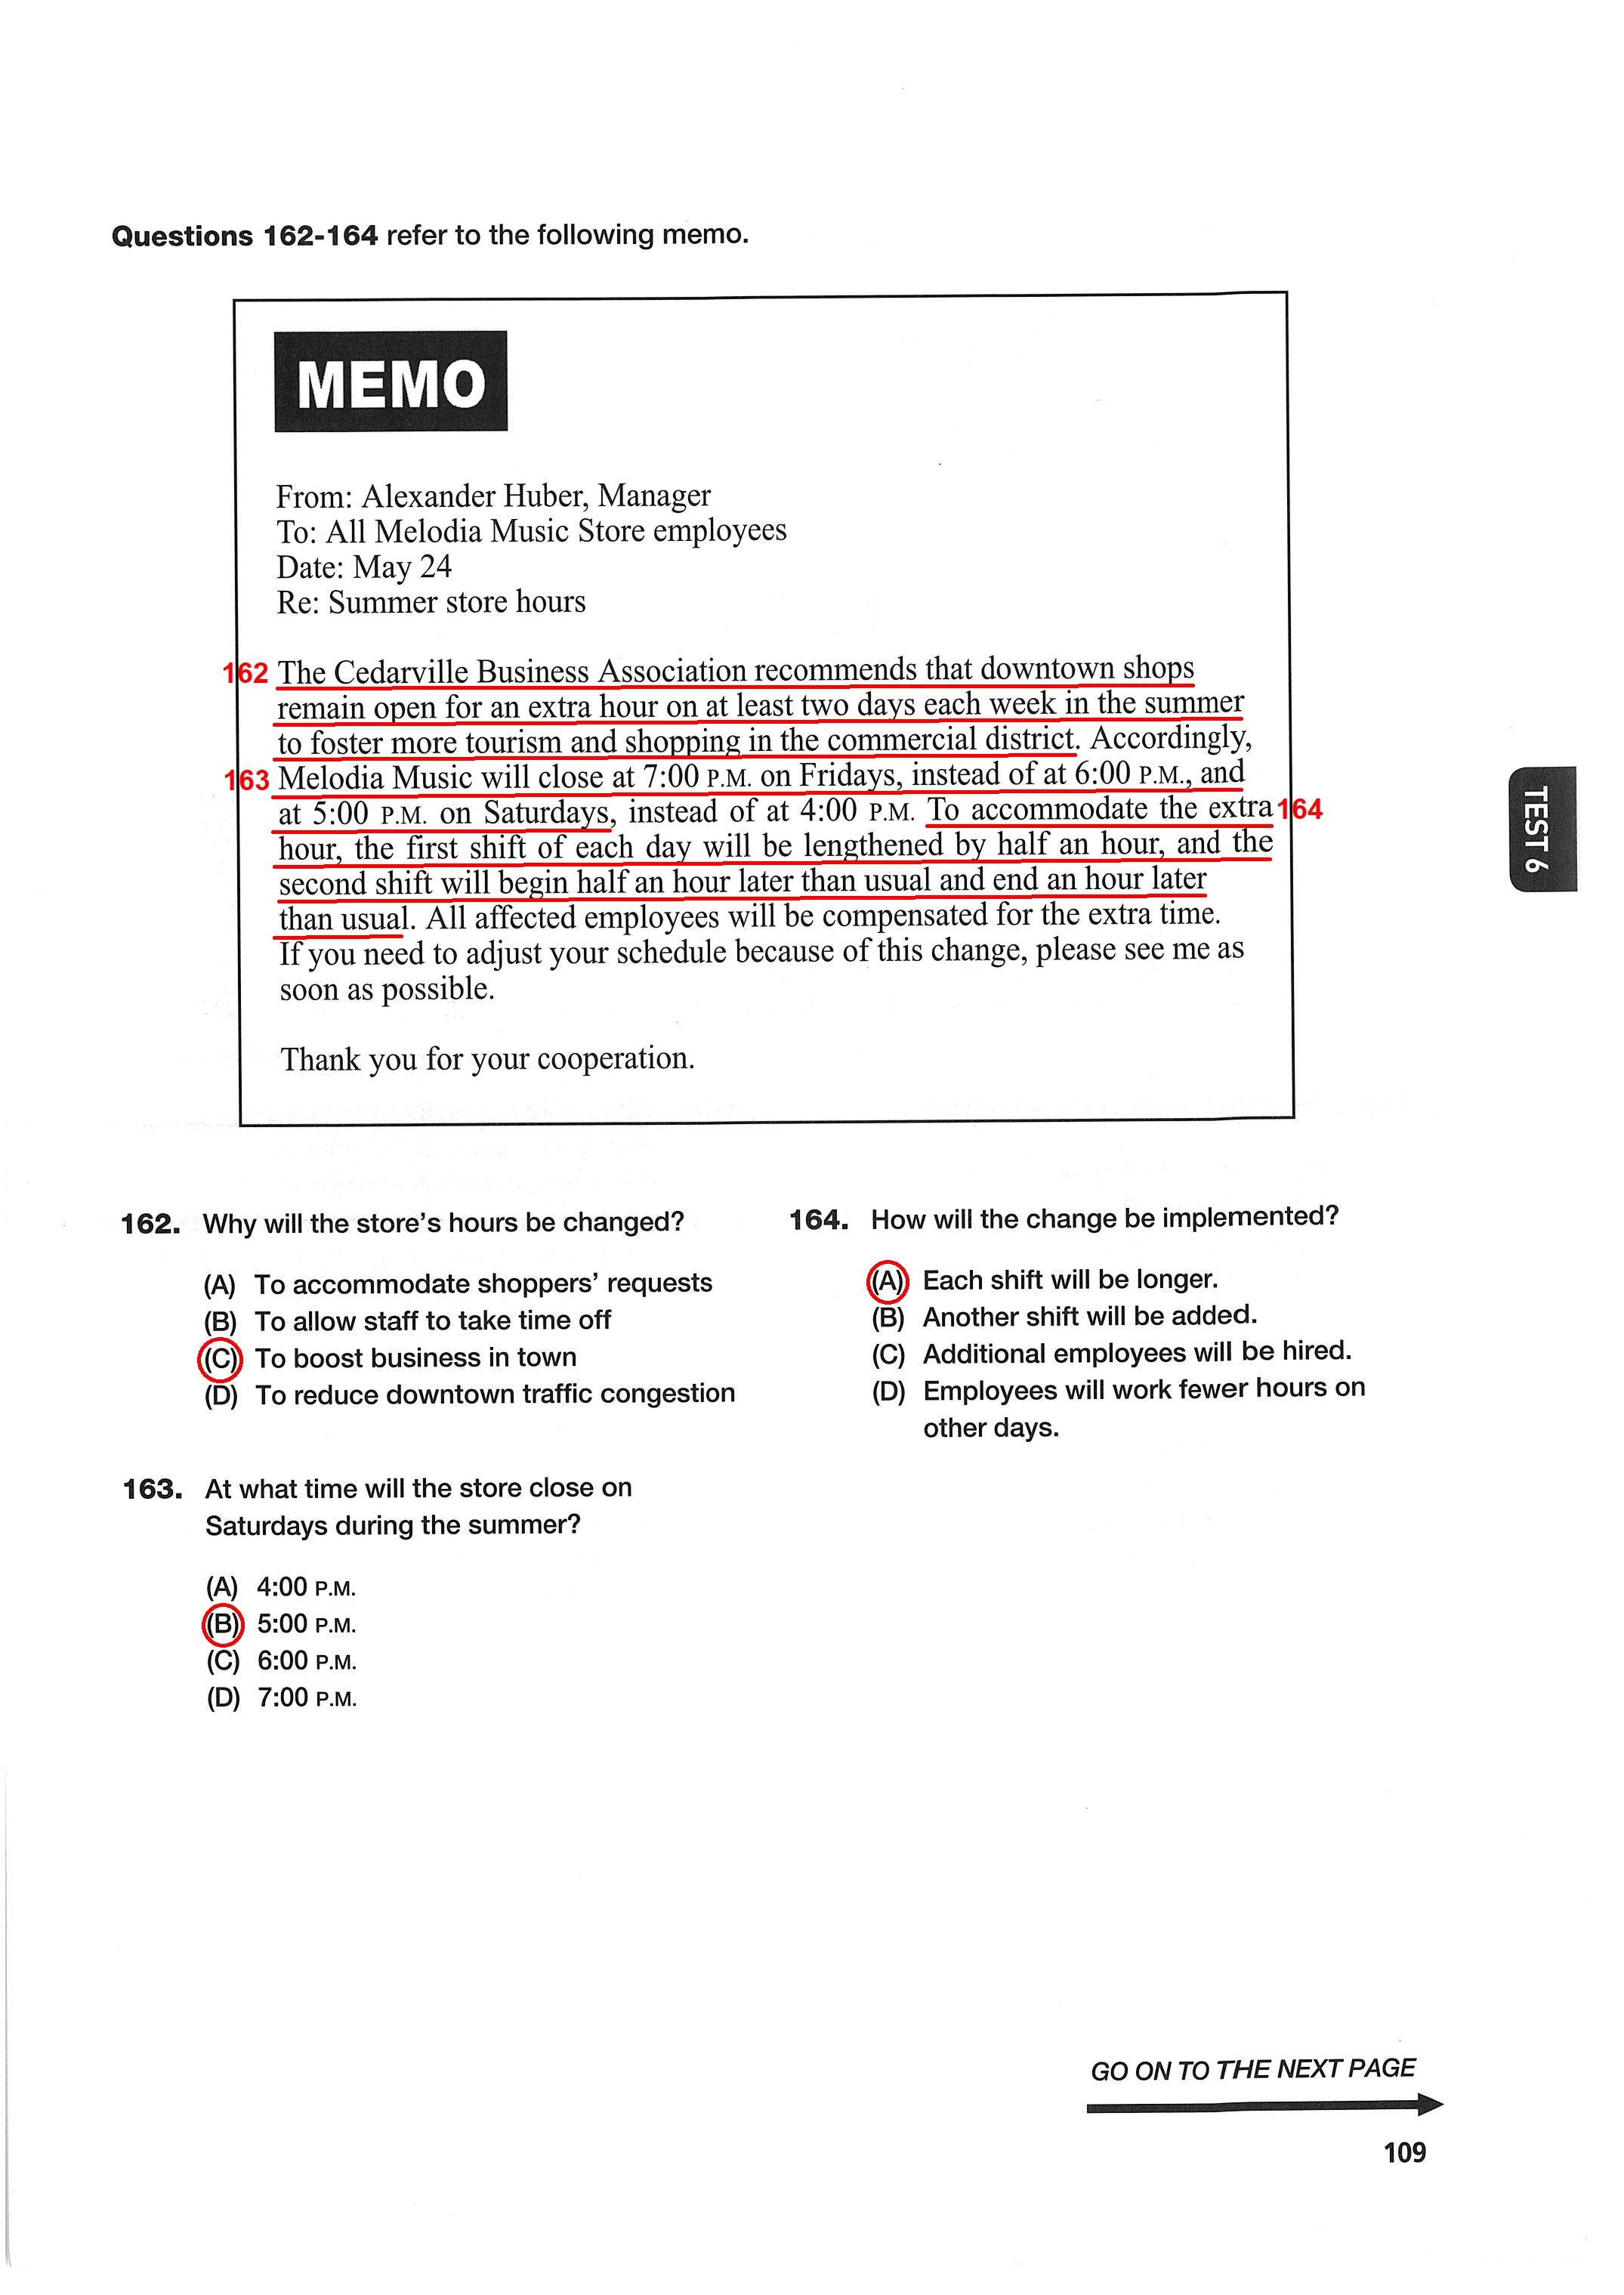 Questions 162-164 refer to the following memo.
MEMO
From: Alexander Huber, Manager
To: All Melodia Music Store employees
Date: May 24
Re: Summer store hours
162 The Cedarville Business Association recommends that downtown shops
remain open for an extra hour on at least two days each week in the summer
to foster more tourism and shopping in the commercial district. Accordingly,
163 Melodia Music will close at 7:00 P.M. on Fridays, instead of at 6:00 P.M., and
at 5:00 P.M. on Saturdays, instead of at 4:00 P.M. To accommodate the extra 164
hour, the first shift of each day will be lengthened by half an hour, and the
second shift will begin half an hour later than usual and end an hour later
than usual. All affected employees will be compensated for the extra time.
If you need to adjust your schedule because of this change, please see me as
soon as possible.
Thank you for your cooperation.
TEST 6
162. Why will the store's hours be changed?
(A) To accommodate shoppers' requests
(B) To allow staff to take time off
(C) To boost business in town
(D) To reduce downtown traffic congestion
163. At what time will the store close on
Saturdays during the summer?
(A) 4:00 P.M.
(B) 5:00 P.M.
(C) 6:00 P.M.
(D) 7:00 P.M.
164. How will the change be implemented?
(A) Each shift will be longer.
(B) Another shift will be added.
(C) Additional employees will be hired.
(D) Employees will work fewer hours on
other days.
GO ON TO THE NEXT PAGE
109